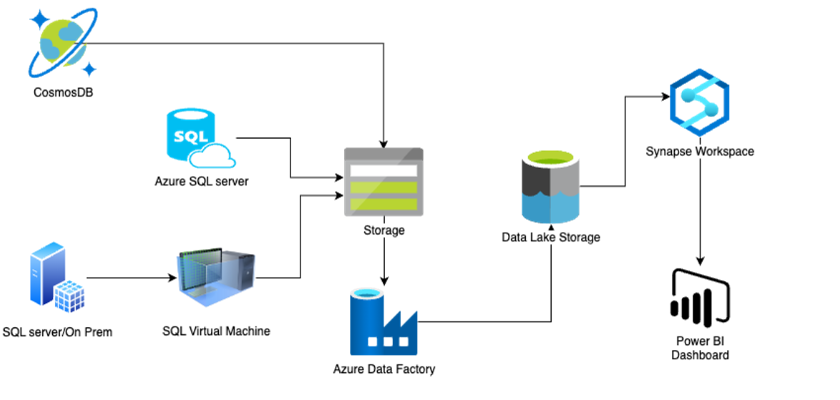 CosmosDB
SQL
Azure SQL server
Synapse Workspace
Storage
Data Lake Storage
SQL server/On Prem
SQL Virtual Machine
Azure Data Factory
Power BI
Dashboard